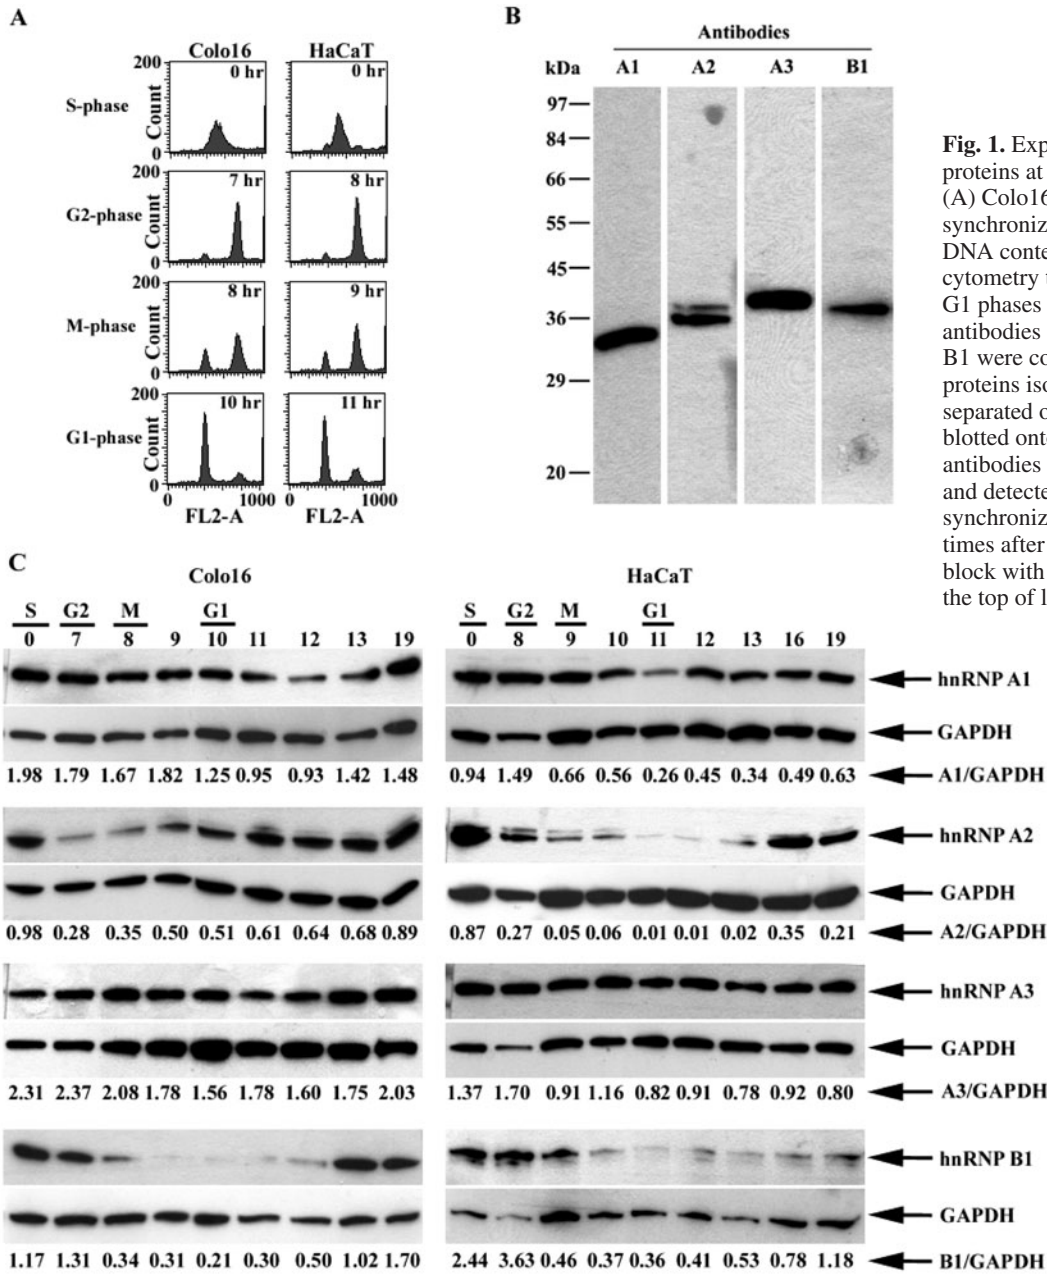 A
Colo16 HaCaT
200 0 hr 0 hr
S-phase
Count
0
200 7 hr 8 hr
G2-phase
Count
0
200 8 hr 9 hr
M-phase
Count
0
200 10 hr 11 hr
G1-phase
Count
0
0 1000 0 1000
FL2-A FL2-A
B
Antibodies
kDa A1 A2 A3 B1
97
84
66
55
45
36
29
20
Fig. 1. Exp
proteins at
(A) Colo16
synchroniz
DNA conte
cytometry
G1 phases
antibodies
B1 were co
proteins iso
separated o
blotted onto
antibodies
and detecte
synchroniz
times after
block with
the top of l
C
Colo16 HaCaT
S G2 M G1 S G2 M G1
0 7 8 9 10 11 12 13 19 0 8 9 10 11 12 13 16 19
hnRNP A1
GAPDH
1.98 1.79 1.67 1.82 1.25 0.95 0.93 1.42 1.48 0.94 1.49 0.66 0.56 0.26 0.45 0.34 0.49 0.63 A1/GAPDH
hnRNP A2
GAPDH
0.98 0.28 0.35 0.50 0.51 0.61 0.64 0.68 0.89 0.87 0.27 0.05 0.06 0.01 0.01 0.02 0.35 0.21 A2/GAPDH
hnRNP A3
GAPDH
2.31 2.37 2.08 1.78 1.56 1.78 1.60 1.75 2.03 1.37 1.70 0.91 1.16 0.82 0.91 0.78 0.92 0.80 A3/GAPDH
hnRNP B1
GAPDH
1.17 1.31 0.34 0.31 0.21 0.30 0.50 1.02 1.70 2.44 3.63 0.46 0.37 0.36 0.41 0.53 0.78 1.18 B1/GAPDH